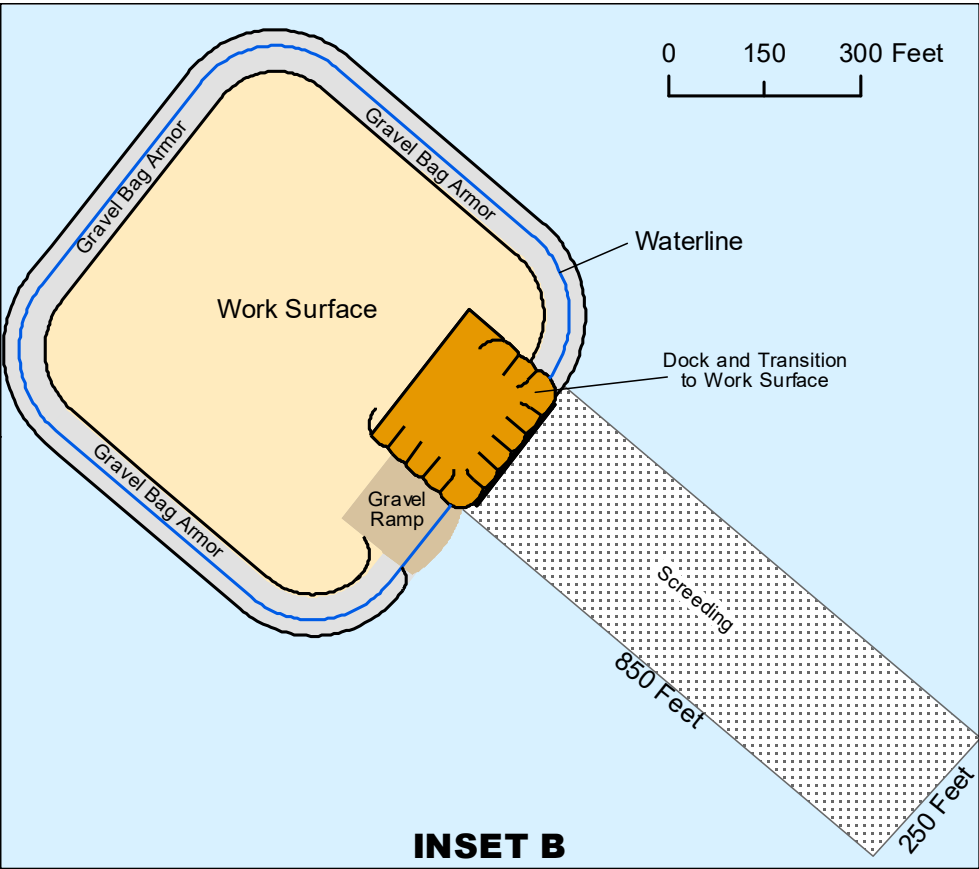 0 150 300 Feet
Gravel Bag Armor
Gravel Bag Armor
Waterline
Work Surface
Dock and Transition
to Work Surface
Gravel Bag Armor
Gravel
Ramp
Screeding
850 Feet
250 Feet
INSET B